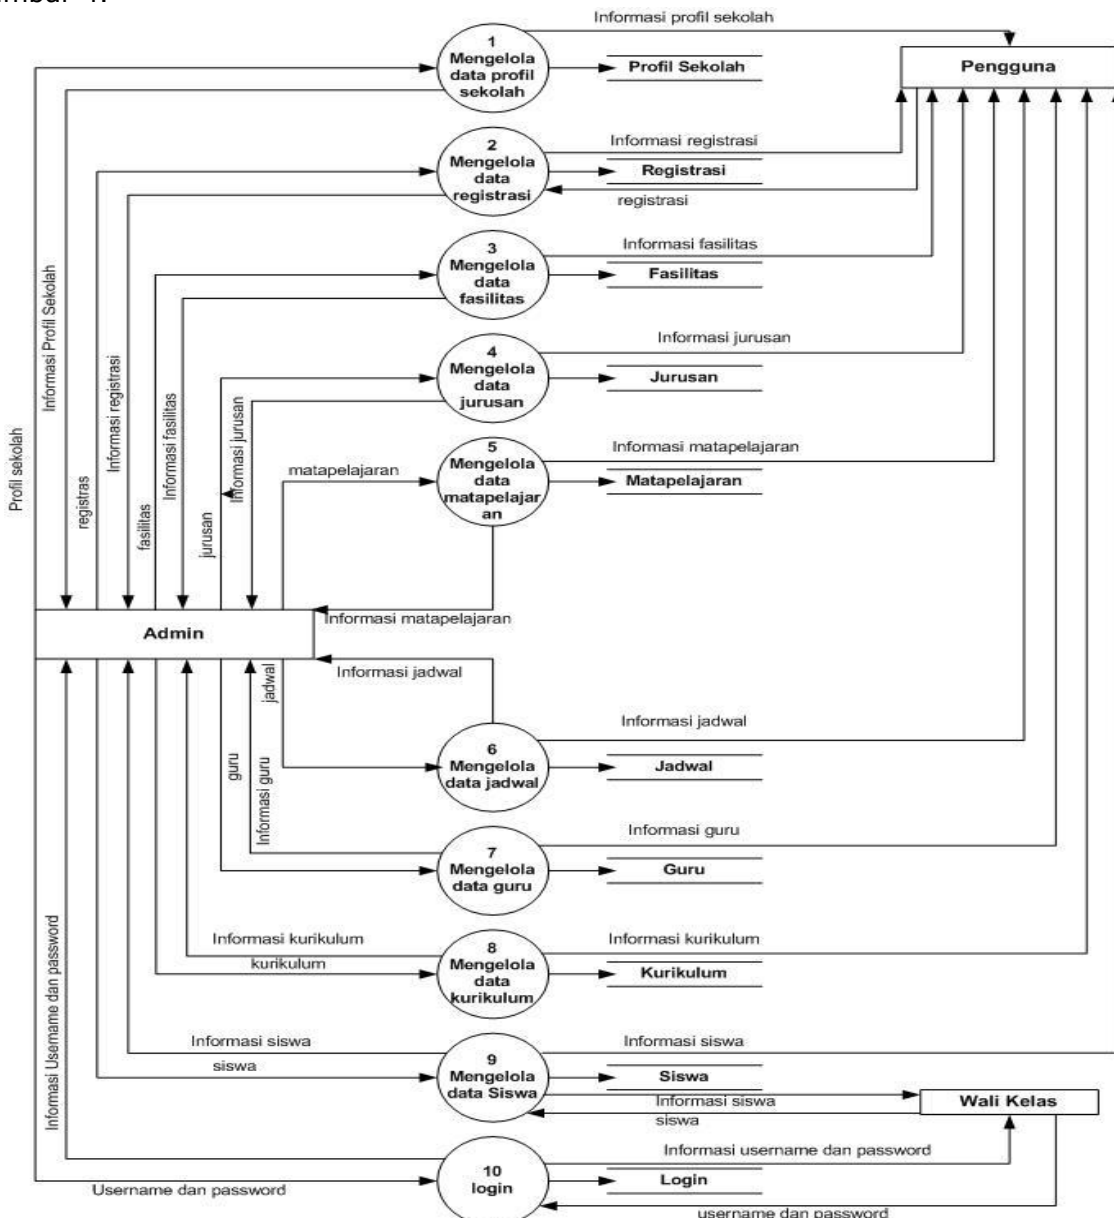 Informasi profil sekolah
1
Mengelola
data profil
sekolah
Profil Sekolah
Pengguna
2
Mengelola
data
registrasi
Informasi registrasi
Registrasi
registrasi
3
Mengelola
data
fasilitas
Informasi fasilitas
Fasilitas
4
Mengelola
data
jurusan
Informasi jurusan
Jurusan
5
Mengelola
data
matapelajar
an
matapelajaran
Informasi matapelajaran
Matapelajaran
Profil sekolah
Informasi Profil Sekolah
registras
Informasi registrasi
fasilitas
Informasi fasilitas
jurusan
Informasi jurusan
Informasi matapelajaran
Admin
Informasi jadwal
jadwal
guru
Informasi guru
6
Mengelola
data jadwal
Informasi jadwal
Jadwal
7
Mengelola
data guru
Informasi guru
Guru
Informasi kurikulum
kurikulum
8
Mengelola
data
kurikulum
Informasi kurikulum
Kurikulum
Informasi Username dan password
Informasi siswa
siswa
9
Mengelola
data Siswa
Informasi siswa
Siswa
Informasi siswa
siswa
Wali Kelas
Username dan password
10
login
Informasi username dan password
Login
username dan password